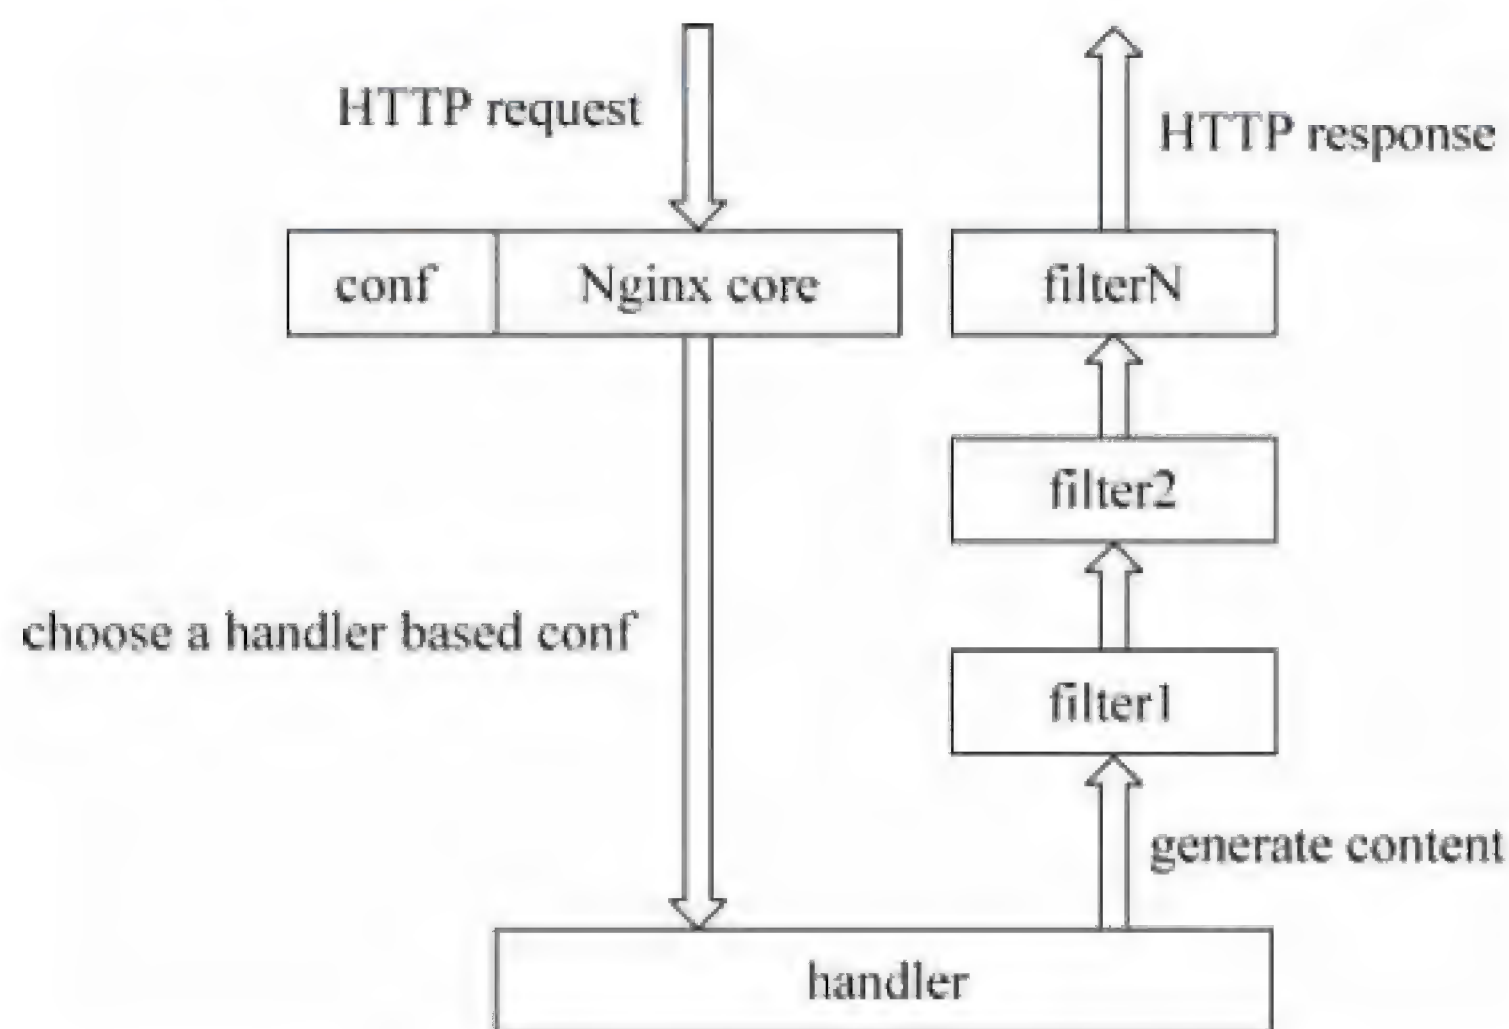 HTTP request
HTTP response
conf
Nginx core
filterN
filter2
choose a handler based conf
filter1
generate content
handler